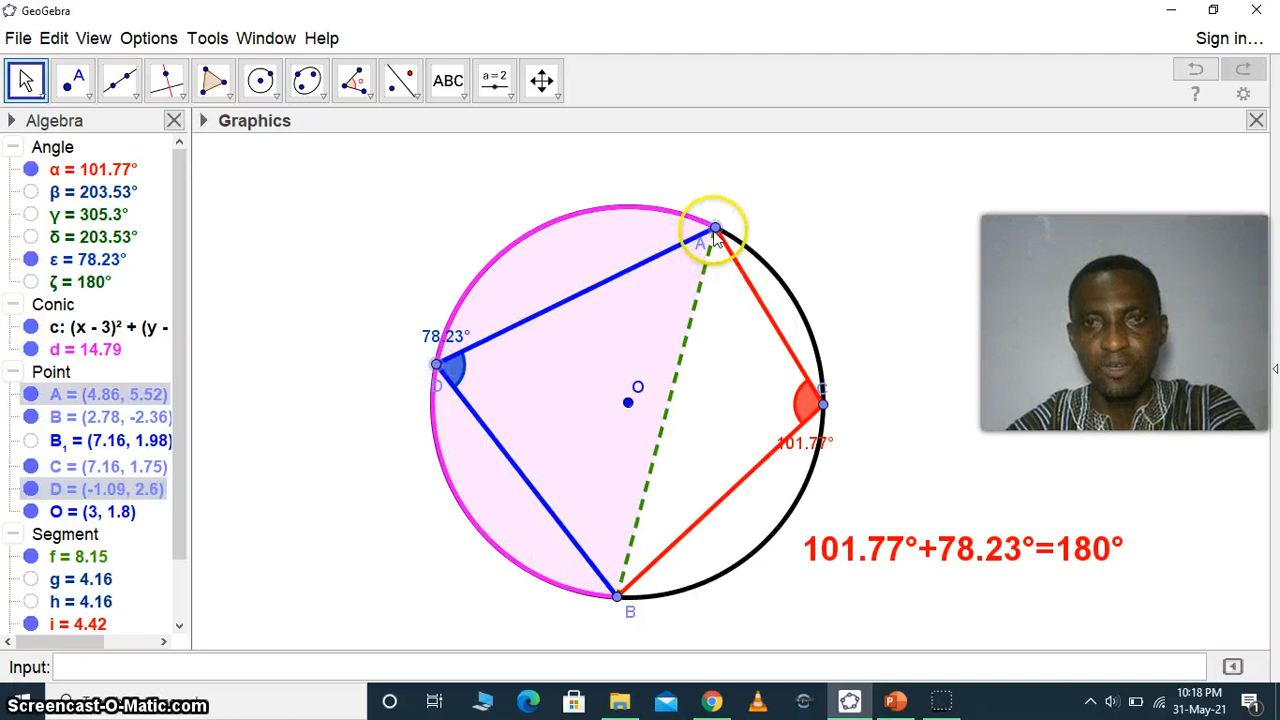 GeoGebra
File Edit View Options Tools Window Help
Sign in...
A
ABC
a=2
?
Algebra
Graphics
Angle
α = 101.77°
β = 203.53°
γ = 305.3°
δ = 203.53°
ε = 78.23°
ζ = 180°
Conic
c: (x - 3)² + (y -
d = 14.79
Point
A = (4.86, 5.52)
B = (2.78, -2.36)
B₁ = (7.16, 1.98)
C = (7.16, 1.75)
D = (-1.09, 2.6)
O = (3, 1.8)
Segment
f = 8.15
g = 4.16
h = 4.16
i = 4.42
A
78.23°
D
O
C
101.77°
B
101.77°+78.23°=180°
Input:
Screencast-O-Matic.com
10:18 PM
31-May-21
1